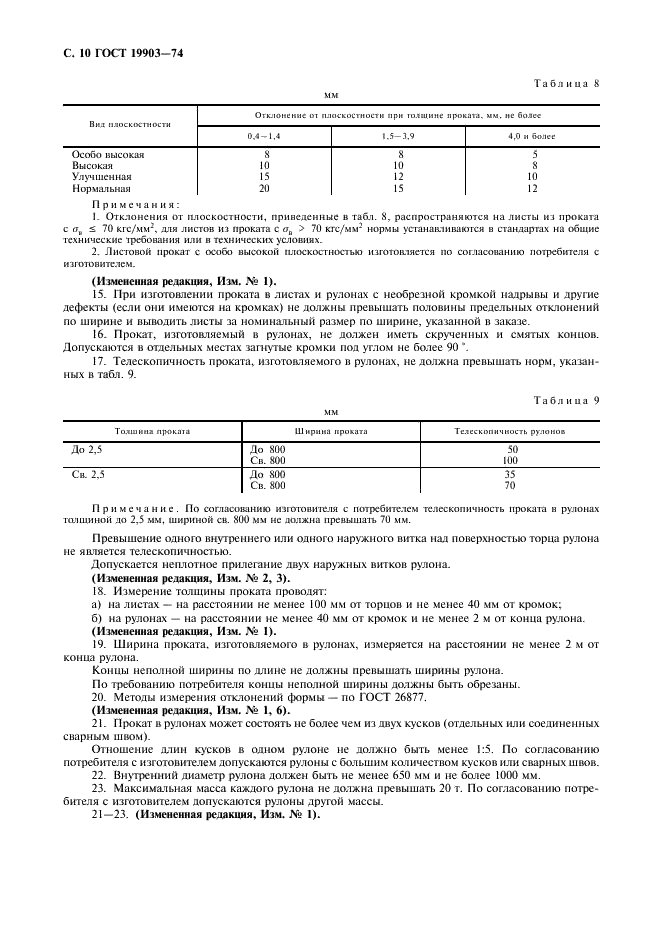 С. 10 ГОСТ 19903—74
Таблица 8
мм
Вид плоскостности
Отклонение от плоскостности при толщине проката, мм, не более
0,4—1,4 1,5—3,9 4,0 и более
Особо высокая 8 8 5
Высокая 10 10 8
Улучшенная 15 12 10
Нормальная 20 15 12
Примечания:
1. Отклонения от плоскостности, приведенные в табл. 8, распространяются на листы из проката
с σв ≤ 70 кгс/мм², для листов из проката с σв > 70 кгс/мм² нормы устанавливаются в стандартах на общие
технические требования или в технических условиях.
2. Листовой прокат с особо высокой плоскостностью изготовляется по согласованию потребителя с
изготовителем.
(Измененная редакция, Изм. № 1).
15. При изготовлении проката в листах и рулонах с необрезной кромкой надрывы и другие
дефекты (если они имеются на кромках) не должны превышать половины предельных отклонений
по ширине и выводить листы за номинальный размер по ширине, указанной в заказе.
16. Прокат, изготовляемый в рулонах, не должен иметь скрученных и смятых концов.
Допускаются в отдельных местах загнутые кромки под углом не более 90 °.
17. Телескопичность проката, изготовляемого в рулонах, не должна превышать норм, указан-
ных в табл. 9.
Таблица 9
мм
Толшина проката Ширина проката Телескопичность рулонов
До 2,5 До 800 50
Св. 800 100
Св. 2,5 До 800 35
Св. 800 70
Примечание. По согласованию изготовителя с потребителем телескопичность проката в рулонах
толщиной до 2,5 мм, шириной св. 800 мм не должна превышать 70 мм.
Превышение одного внутреннего или одного наружного витка над поверхностью торца рулона
не является телескопичностью.
Допускается неплотное прилегание двух наружных витков рулона.
(Измененная редакция, Изм. № 2, 3).
18. Измерение толщины проката проводят:
а) на листах — на расстоянии не менее 100 мм от торцов и не менее 40 мм от кромок;
б) на рулонах — на расстоянии не менее 40 мм от кромок и не менее 2 м от конца рулона.
(Измененная редакция, Изм. № 1).
19. Ширина проката, изготовляемого в рулонах, измеряется на расстоянии не менее 2 м от
конца рулона.
Концы неполной ширины по длине не должны превышать ширины рулона.
По требованию потребителя концы неполной ширины должны быть обрезаны.
20. Методы измерения отклонений формы — по ГОСТ 26877.
(Измененная редакция, Изм. № 1, 6).
21. Прокат в рулонах может состоять не более чем из двух кусков (отдельных или соединенных
сварным швом).
Отношение длин кусков в одном рулоне не должно быть менее 1:5. По согласованию
потребителя с изготовителем допускаются рулоны с большим количеством кусков или сварных швов.
22. Внутренний диаметр рулона должен быть не менее 650 мм и не более 1000 мм.
23. Максимальная масса каждого рулона не должна превышать 20 т. По согласованию потре-
бителя с изготовителем допускаются рулоны другой массы.
21—23. (Измененная редакция, Изм. № 1).